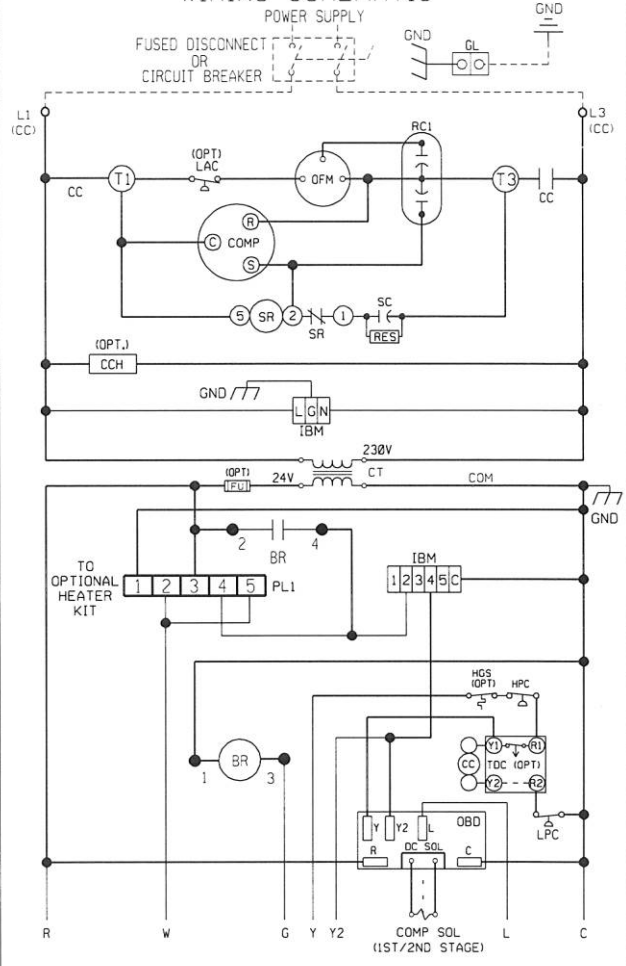 POWER SUPPLY
GND
FUSED DISCONNECT
OR
CIRCUIT BREAKER
GND
GL
L1
(CC)
L3
(CC)
RC1
(OPT)
LAC
CC
T1
OFM
T3
CC
R
C
COMP
S
5
SR
2
SR
1
SC
RES
(OPT.)
CCH
GND
L G N
IBM
230V
(OPT)
FU
24V
CT
COM
GND
2
BR
4
TO
OPTIONAL
HEATER
KIT
1 2 3 4 5
PL1
IBM
1 2 3 4 5 C
HGS
(OPT)
HPC
Y1
R1
CC
TDC (OPT)
Y2
R2
BR
1
3
LPC
Y
Y2
L
OBD
R
DC SOL
C
R
W
G
Y
Y2
COMP SOL
(1ST/2ND STAGE)
L
C